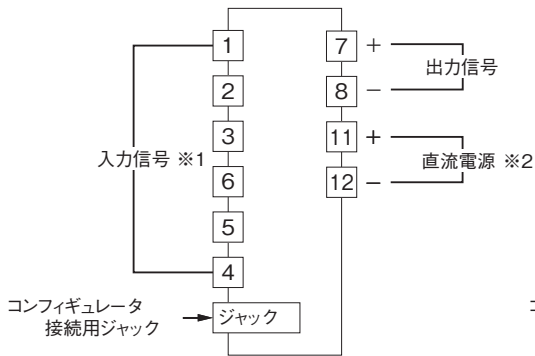 1
2
3
入力信号 ※1
6
5
4
コンフィギュレータ
接続用ジャック
ジャック
7 +
8 −
出力信号
11 +
12 −
直流電源 ※2